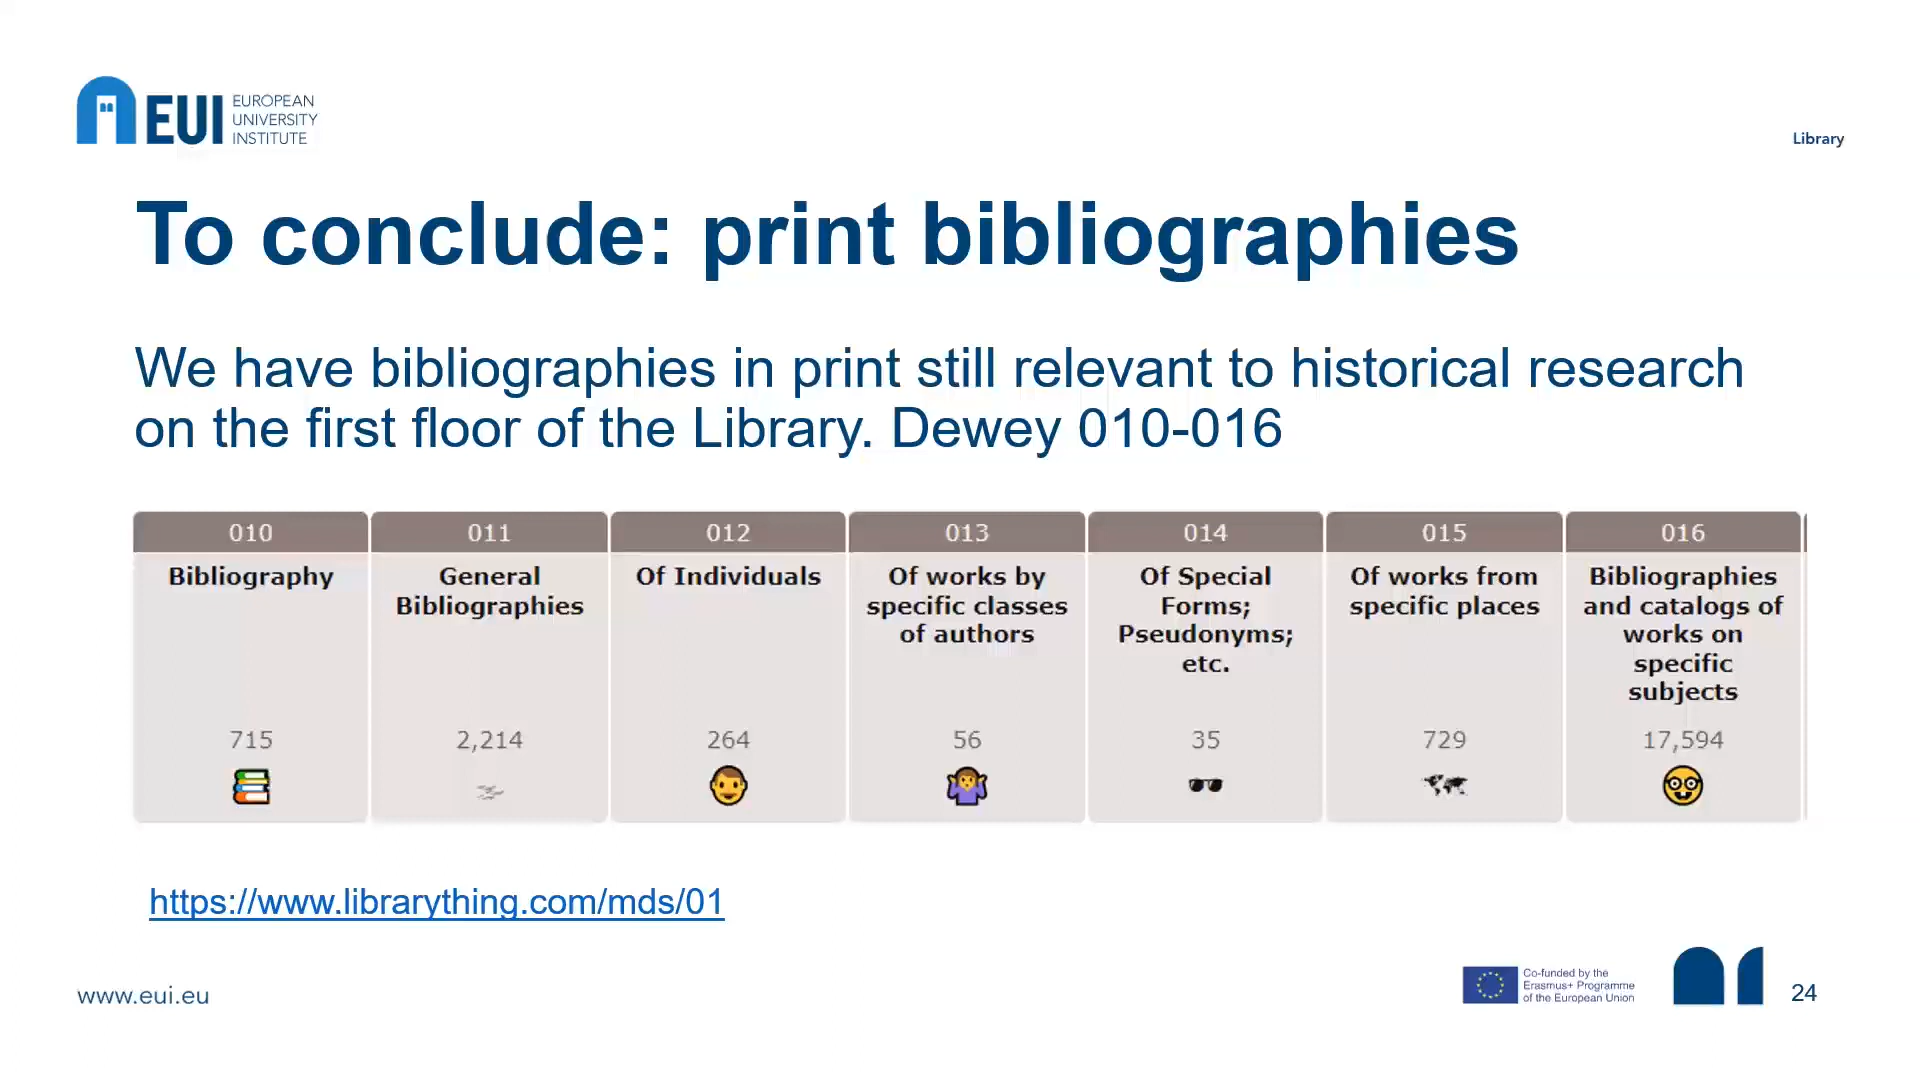 EUI
EUROPEAN
UNIVERSITY
INSTITUTE
Library
To conclude: print bibliographies
We have bibliographies in print still relevant to historical research
on the first floor of the Library. Dewey 010-016
010
Bibliography
715
011
General
Bibliographies
2,214
012
Of Individuals
264
013
Of works by
specific classes
of authors
56
014
Of Special
Forms;
Pseudonyms;
etc.
35
015
Of works from
specific places
729
016
Bibliographies
and catalogs of
works on
specific
subjects
17,594
https://www.librarything.com/mds/01
www.eui.eu
Co-funded by the
Erasmus+ Programme
of the European Union
24